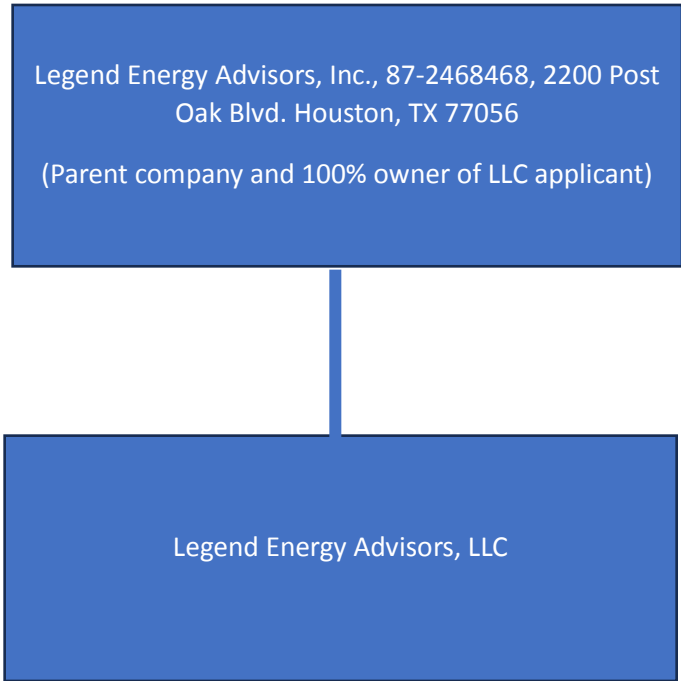 Legend Energy Advisors, Inc., 87-2468468, 2200 Post
Oak Blvd. Houston, TX 77056
(Parent company and 100% owner of LLC applicant)
Legend Energy Advisors, LLC